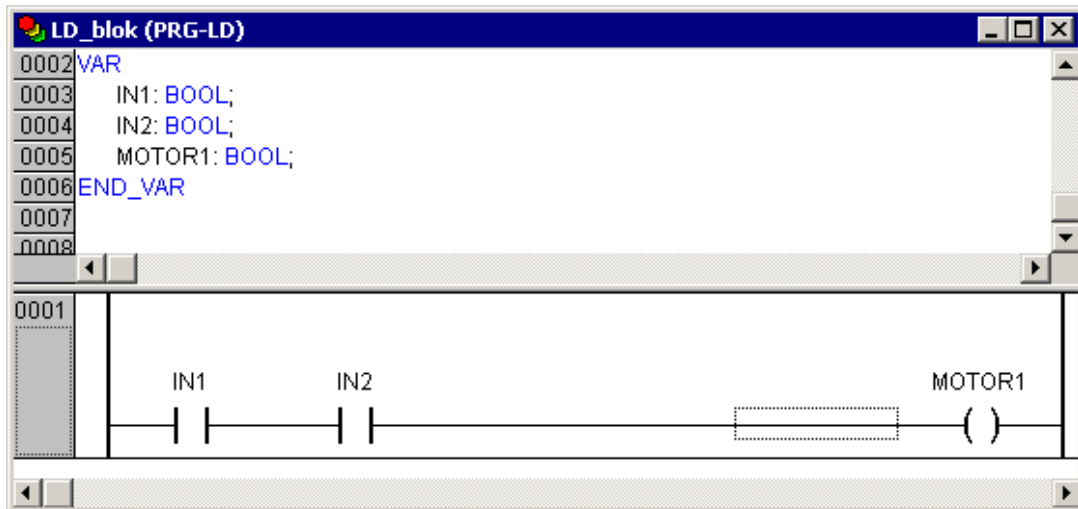 LD_blok (PRG-LD)
0002 VAR
0003 IN1: BOOL;
0004 IN2: BOOL;
0005 MOTOR1: BOOL;
0006 END_VAR
0007
0008
0001
IN1 IN2 MOTOR1